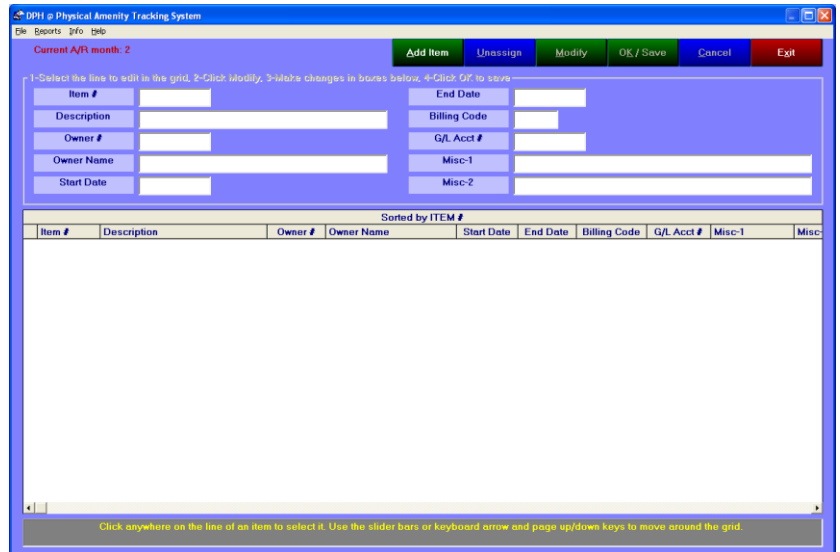 DPH @ Physical Amenity Tracking System
File Reports Info Help
Current A/R month: 2
Add Item Unassign Modify OK / Save Cancel Exit
1-Select the line to edit in the grid, 2-Click Modify, 3-Make changes in boxes below, 4-Click OK to save
Item # End Date
Description Billing Code
Owner # G/L Acct #
Owner Name Misc-1
Start Date Misc-2
Sorted by ITEM #
Item # Description Owner # Owner Name Start Date End Date Billing Code G/L Acct # Misc-1 Misc-
Click anywhere on the line of an item to select it. Use the slider bars or keyboard arrow and page up/down keys to move around the grid.